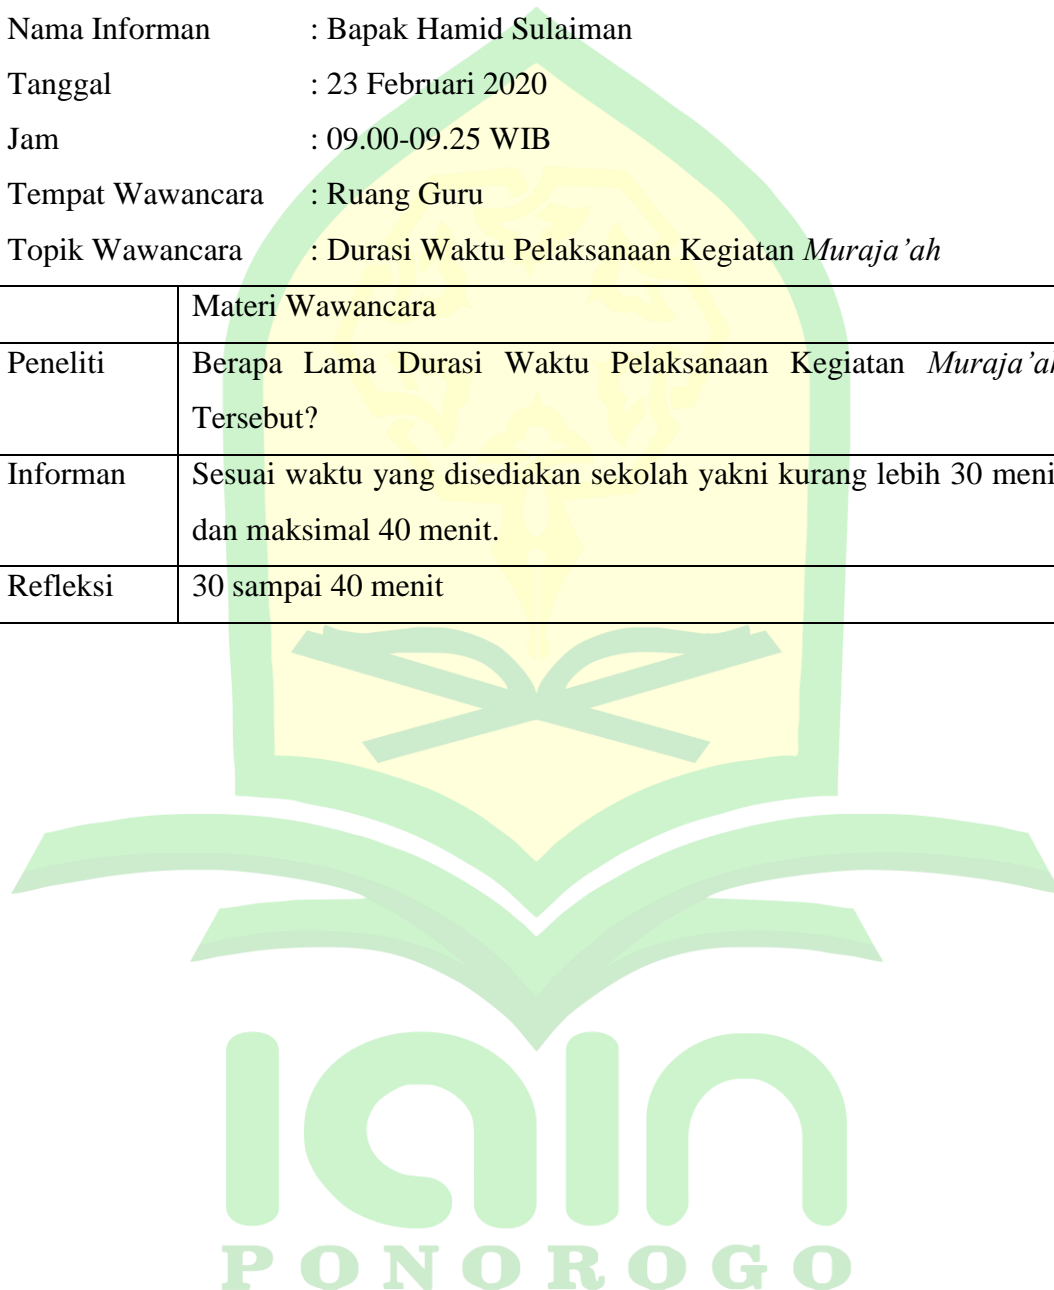 Nama Informan : Bapak Hamid Sulaiman
Tanggal : 23 Februari 2020
Jam : 09.00-09.25 WIB
Tempat Wawancara : Ruang Guru
Topik Wawancara : Durasi Waktu Pelaksanaan Kegiatan Muraja’ah
Materi Wawancara
Peneliti Berapa Lama Durasi Waktu Pelaksanaan Kegiatan Muraja’ah
Tersebut?
Informan Sesuai waktu yang disediakan sekolah yakni kurang lebih 30 menit
dan maksimal 40 menit.
Refleksi 30 sampai 40 menit
iain
PONOROGO